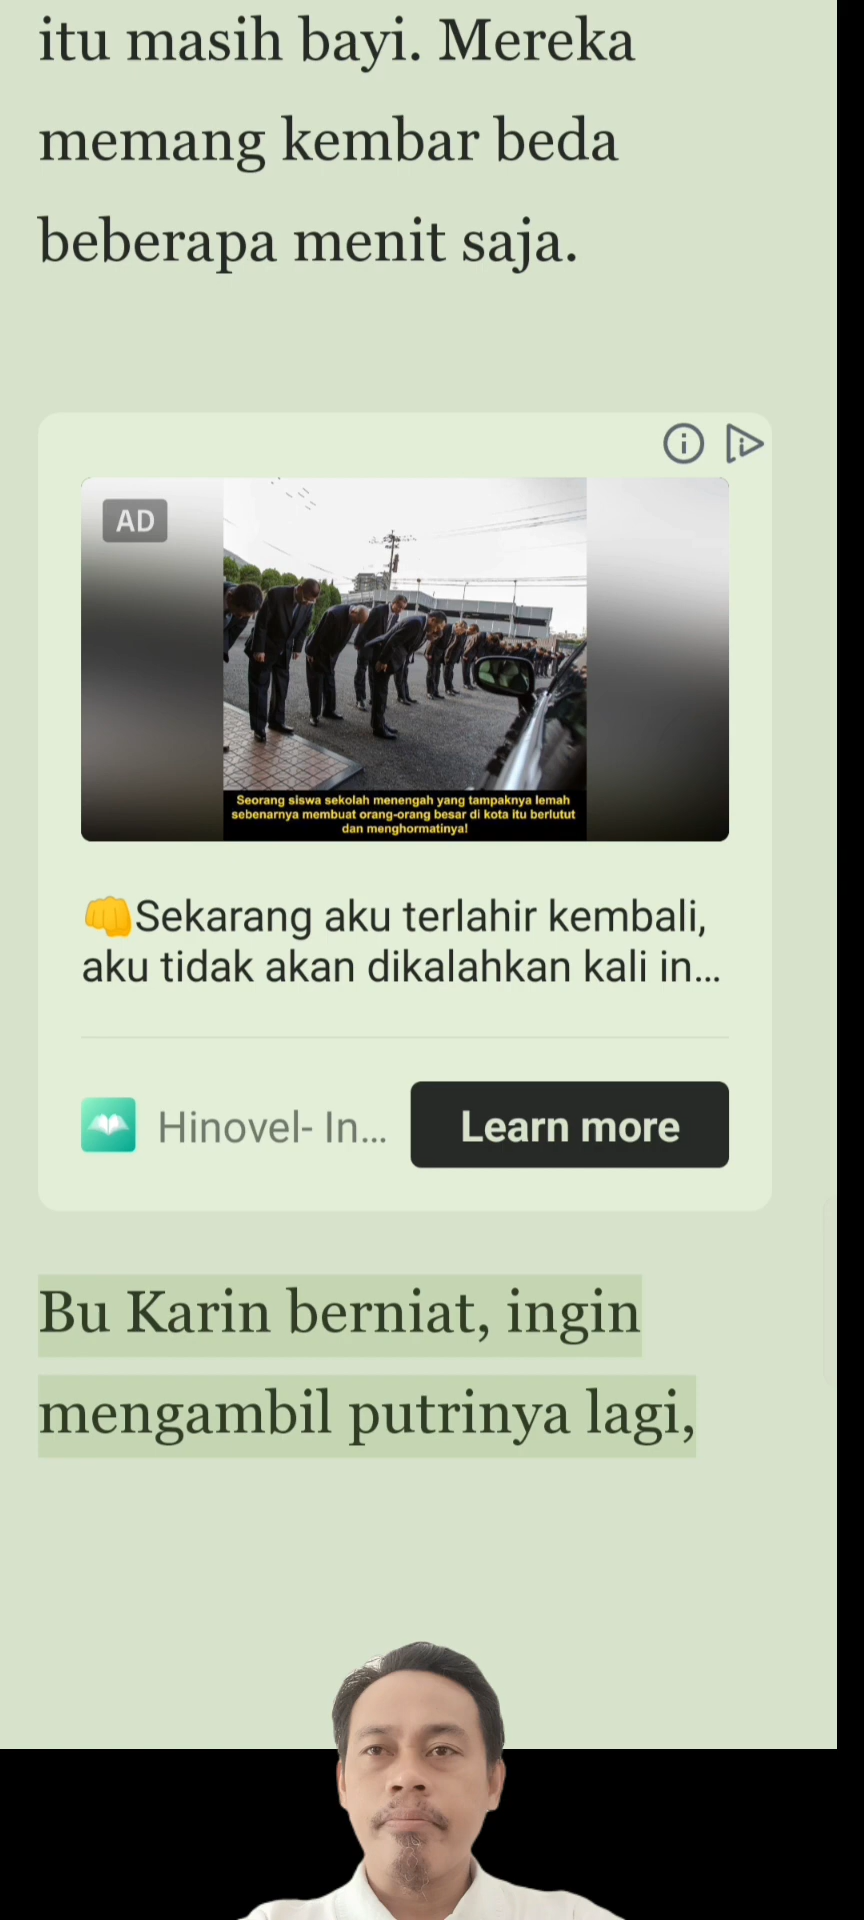 itu masih bayi. Mereka
memang kembar beda
beberapa menit saja.
AD
Seorang siswa sekolah menengah yang tampaknya lemah
sebenarnya membuat orang-orang besar di kota itu berlutut
dan menghormatinya!
👊Sekarang aku terlahir kembali,
aku tidak akan dikalahkan kali in...
Hinovel- In...
Learn more
Bu Karin berniat, ingin
mengambil putrinya lagi,